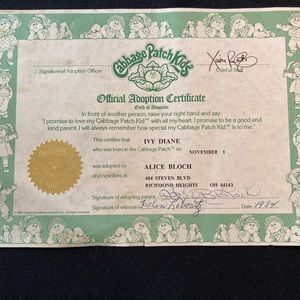 Cabbage Patch Kids™
Signature of Adoption Official
Chief of Staff
Official Adoption Certificate
Oath of Adoption
In front of another person, raise your right hand and say:
"I promise to love my Cabbage Patch Kid™ with all my heart. I promise to be a good and
kind parent. I will always remember how special my Cabbage Patch Kid™ is to me."
This certifies that IVY DIANE
who was born in the Cabbage Patch™ on NOVEMBER 1
was adopted by ALICE BLOCH
and now lives at 404 STEVEN BLVD
RICHMOND HEIGHTS OH 44143
Signature of adopting parent Bloch
Signature of witness Helen
Date: 1984